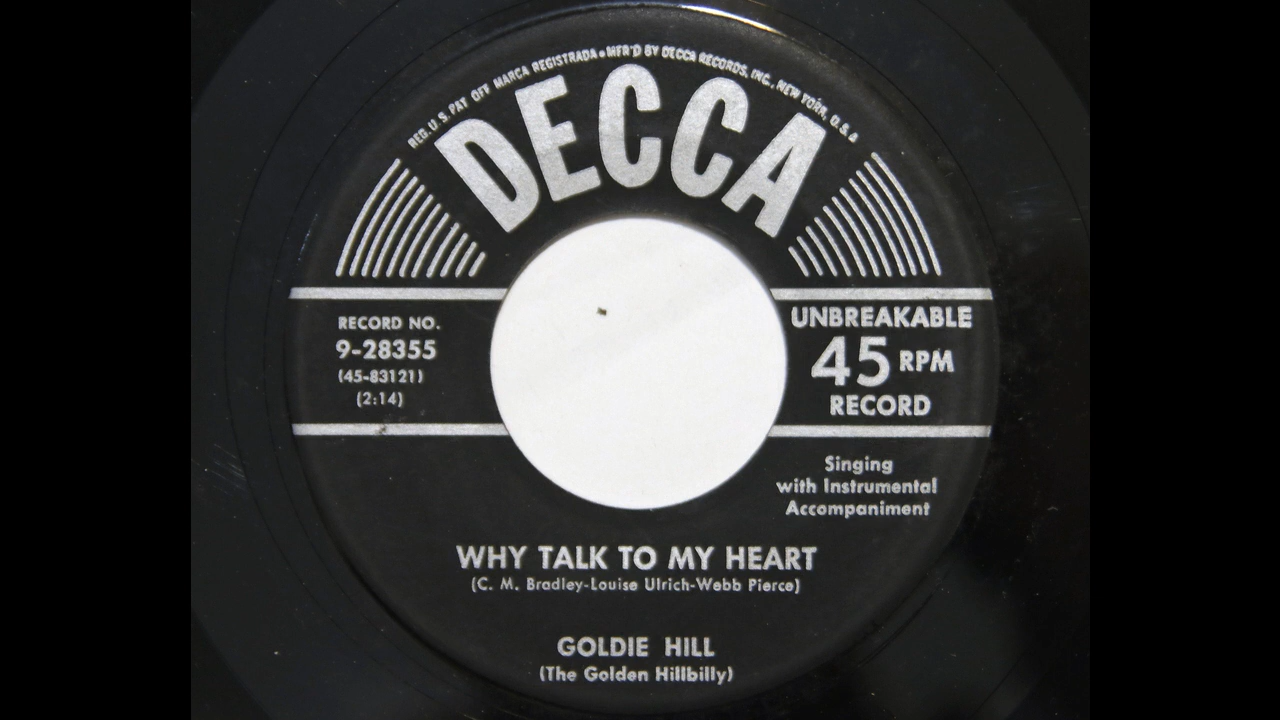 REG. U.S. PAT OFF MARCA REGISTRADA • MFR'D BY DECCA RECORDS, INC., NEW YORK, U.S.A
DECCA
RECORD NO.
9-28355
(45-83121)
(2:14)
UNBREAKABLE
45 RPM
RECORD
Singing
with Instrumental
Accompaniment
WHY TALK TO MY HEART
(C. M. Bradley-Louise Ulrich-Webb Pierce)
GOLDIE HILL
(The Golden Hillbilly)